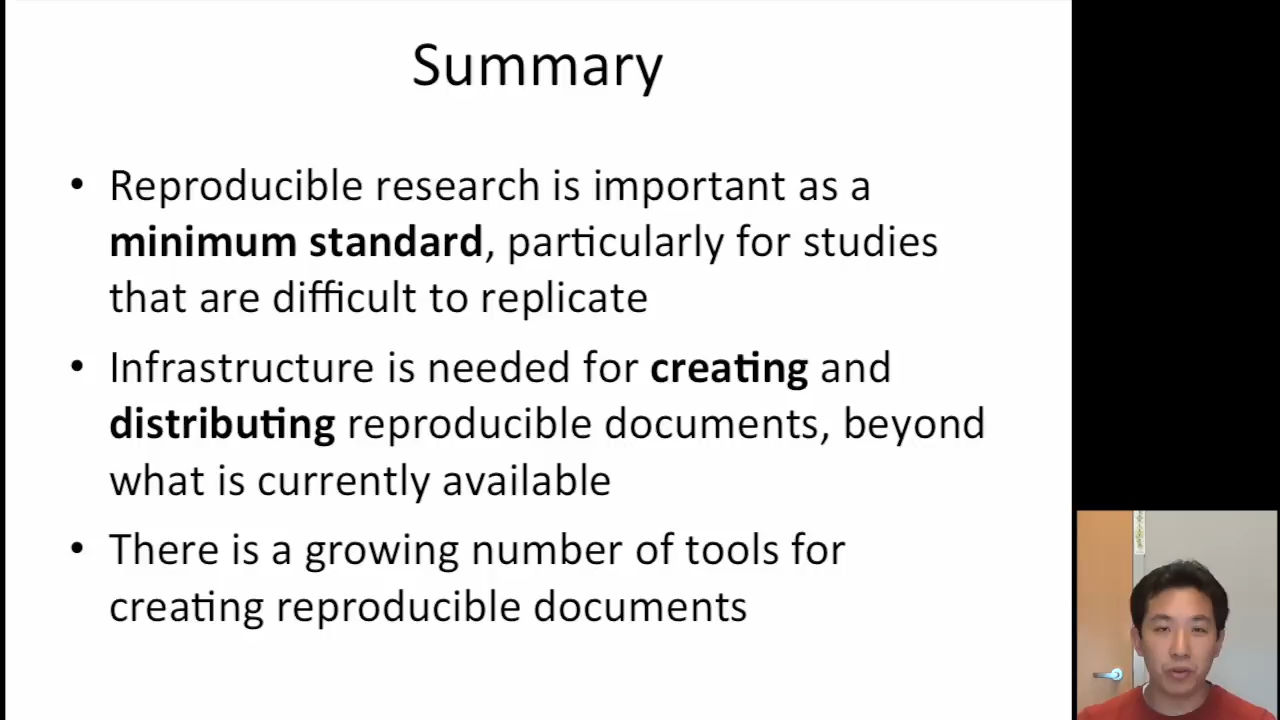 Summary
• Reproducible research is important as a
minimum standard, particularly for studies
that are difficult to replicate
• Infrastructure is needed for creating and
distributing reproducible documents, beyond
what is currently available
• There is a growing number of tools for
creating reproducible documents